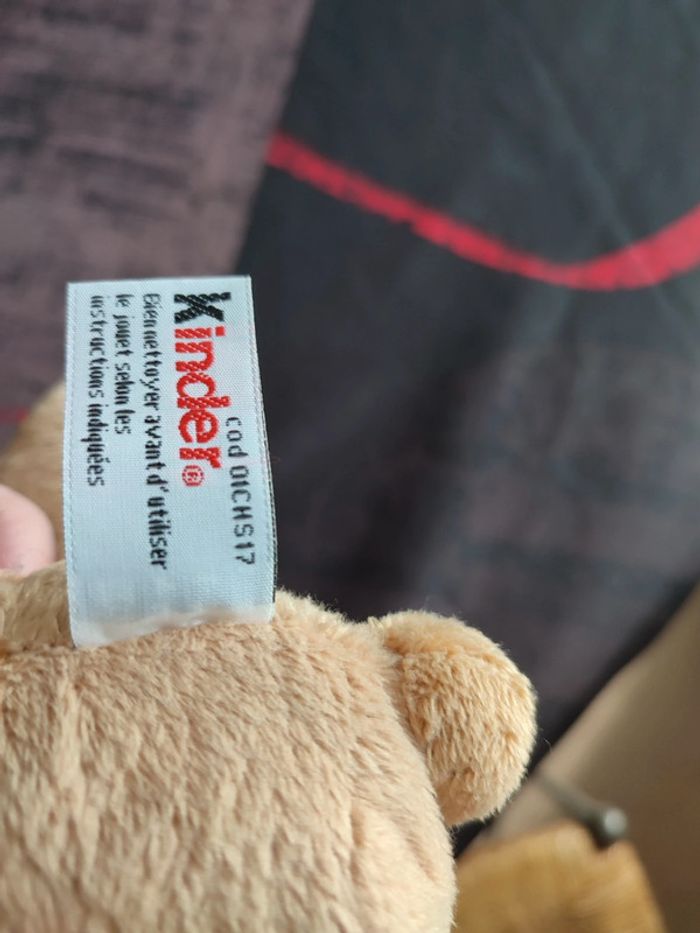 cod 01CHS17
Kinder®
Bien nettoyer avant d'utiliser
le jouet selon les
instructions indiquées